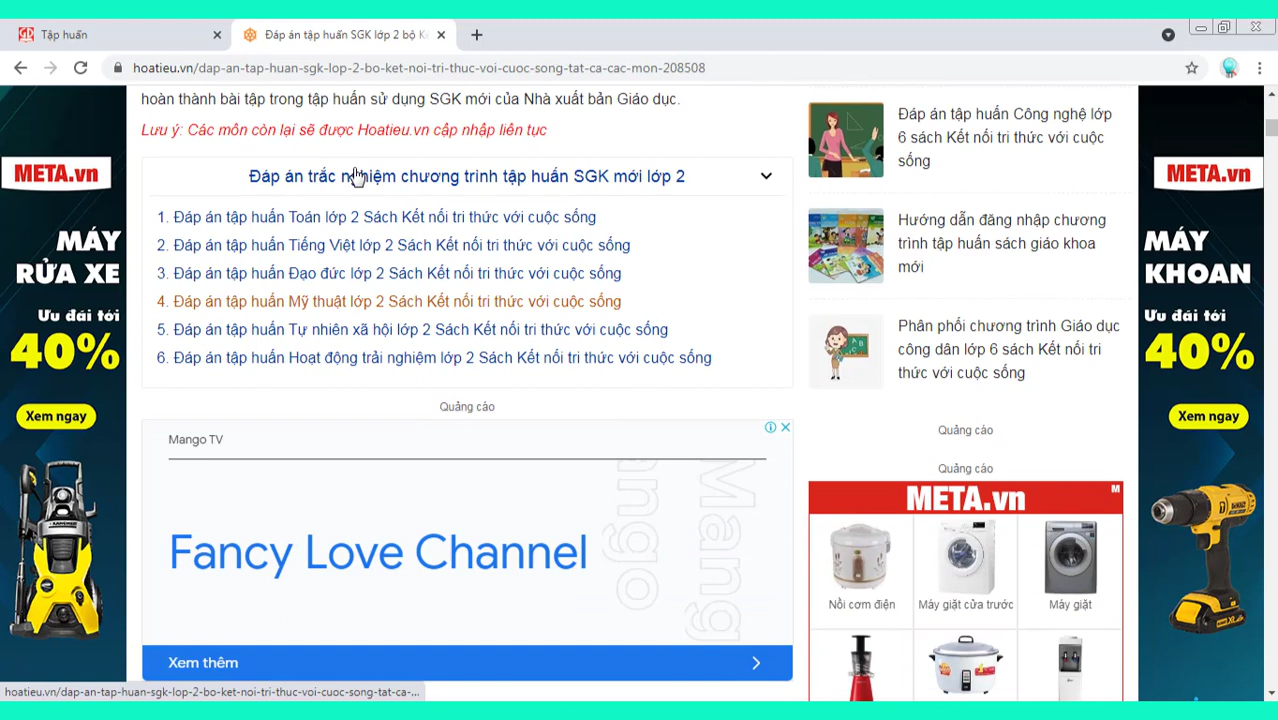 Tập huấn
Đáp án tập huấn SGK lớp 2 bộ Kế
hoatieu.vn/dap-an-tap-huan-sgk-lop-2-bo-ket-noi-tri-thuc-voi-cuoc-song-tat-ca-cac-mon-208508
hoàn thành bài tập trong tập huấn sử dụng SGK mới của Nhà xuất bản Giáo dục.
Lưu ý: Các môn còn lại sẽ được Hoatieu.vn cập nhập liên tục
Đáp án trắc nghiệm chương trình tập huấn SGK mới lớp 2
1. Đáp án tập huấn Toán lớp 2 Sách Kết nối tri thức với cuộc sống
2. Đáp án tập huấn Tiếng Việt lớp 2 Sách Kết nối tri thức với cuộc sống
3. Đáp án tập huấn Đạo đức lớp 2 Sách Kết nối tri thức với cuộc sống
4. Đáp án tập huấn Mỹ thuật lớp 2 Sách Kết nối tri thức với cuộc sống
5. Đáp án tập huấn Tự nhiên xã hội lớp 2 Sách Kết nối tri thức với cuộc sống
6. Đáp án tập huấn Hoạt động trải nghiệm lớp 2 Sách Kết nối tri thức với cuộc sống
Quảng cáo
Mango TV
Mango
Mang
Fancy Love Channel
Xem thêm
Đáp án tập huấn Công nghệ lớp
6 sách Kết nối tri thức với cuộc
sống
Hướng dẫn đăng nhập chương
trình tập huấn sách giáo khoa
mới
Phân phối chương trình Giáo dục
công dân lớp 6 sách Kết nối tri
thức với cuộc sống
Quảng cáo
Quảng cáo
META.vn
M
Nồi cơm điện
Máy giặt cửa trước
Máy giặt
META.vn
MÁY
RỬA XE
Ưu đãi tới
40%
Xem ngay
META.vn
MÁY
KHOAN
Ưu đãi tới
40%
Xem ngay
hoatieu.vn/dap-an-tap-huan-sgk-lop-2-bo-ket-noi-tri-thuc-voi-cuoc-song-tat-ca-...